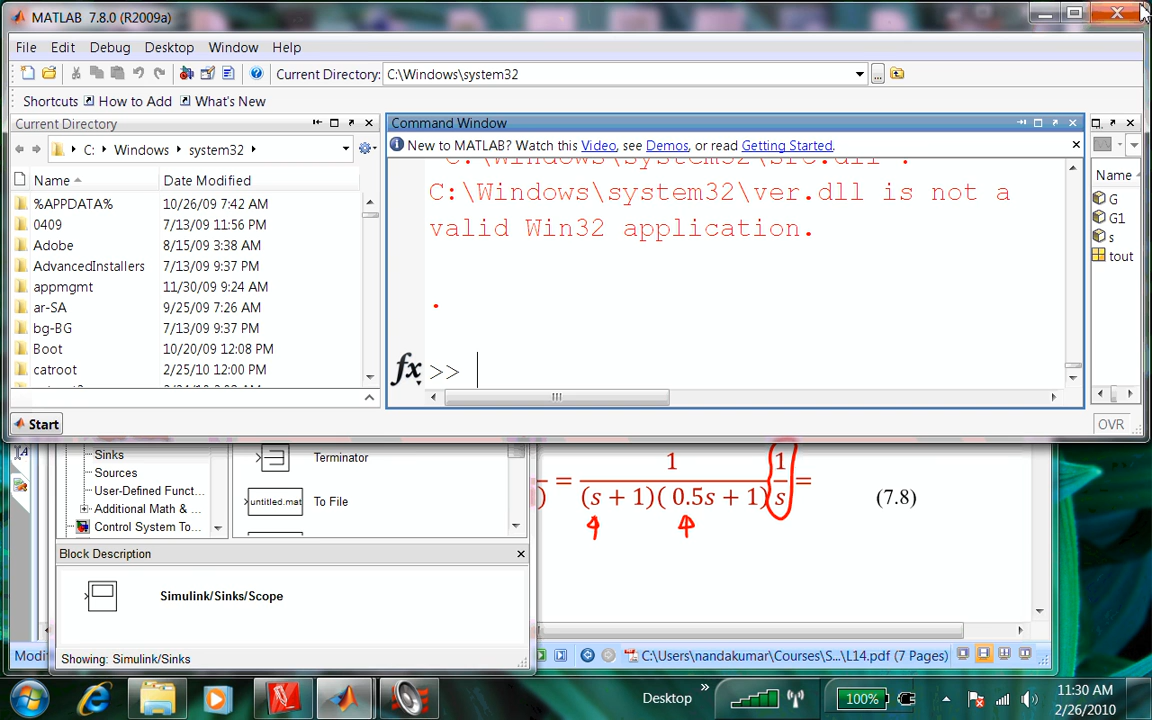 MATLAB 7.8.0 (R2009a)
File Edit Debug Desktop Window Help
Current Directory: C:\Windows\system32 ...
Shortcuts How to Add What's New
Current Directory
C: Windows system32
Name Date Modified
%APPDATA% 10/26/09 7:42 AM
0409 7/13/09 11:56 PM
Adobe 8/15/09 3:38 AM
AdvancedInstallers 7/13/09 9:37 PM
appmgmt 11/30/09 9:24 AM
ar-SA 9/25/09 7:26 AM
bg-BG 7/13/09 9:37 PM
Boot 10/20/09 12:08 PM
catroot 2/25/10 12:00 PM
Start
Command Window
New to MATLAB? Watch this Video, see Demos, or read Getting Started.
C:\Windows\system32\ver.dll is not a
valid Win32 application.
.
fx >>
Name
G
G1
s
tout
OVR
Sinks
Sources
User-Defined Funct...
Additional Math & ...
Control System To...
Terminator
untitled.mat To File
Block Description
Simulink/Sinks/Scope
Showing: Simulink/Sinks
) = 1 / (s + 1)( 0.5s + 1) 1 / s = (7.8)
C:\Users\nandakumar\Courses\S...\L14.pdf (7 Pages)
Desktop » 100% 11:30 AM
2/26/2010